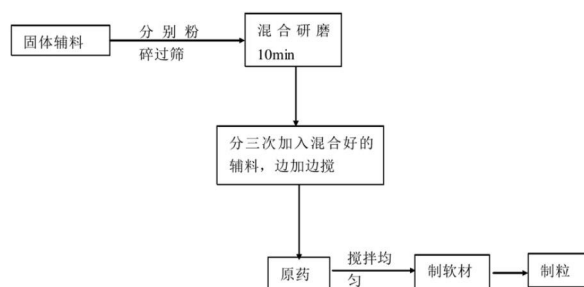 固体辅料
分别粉
碎过筛
混合研磨
10min
分三次加入混合好的
辅料，边加边搅
原药
搅拌均
匀
制软材
制粒